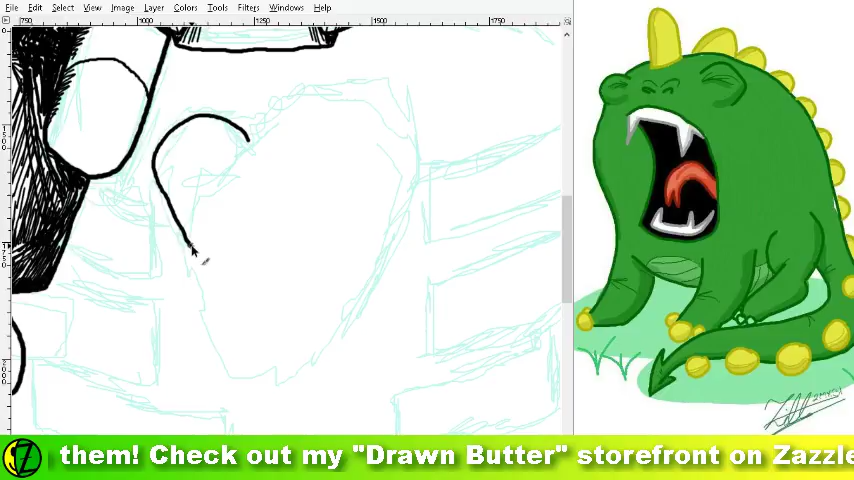 File Edit Select View Image Layer Colors Tools Filters Windows Help
750 1000 1250 1500 1750
them! Check out my "Drawn Butter" storefront on Zazzle